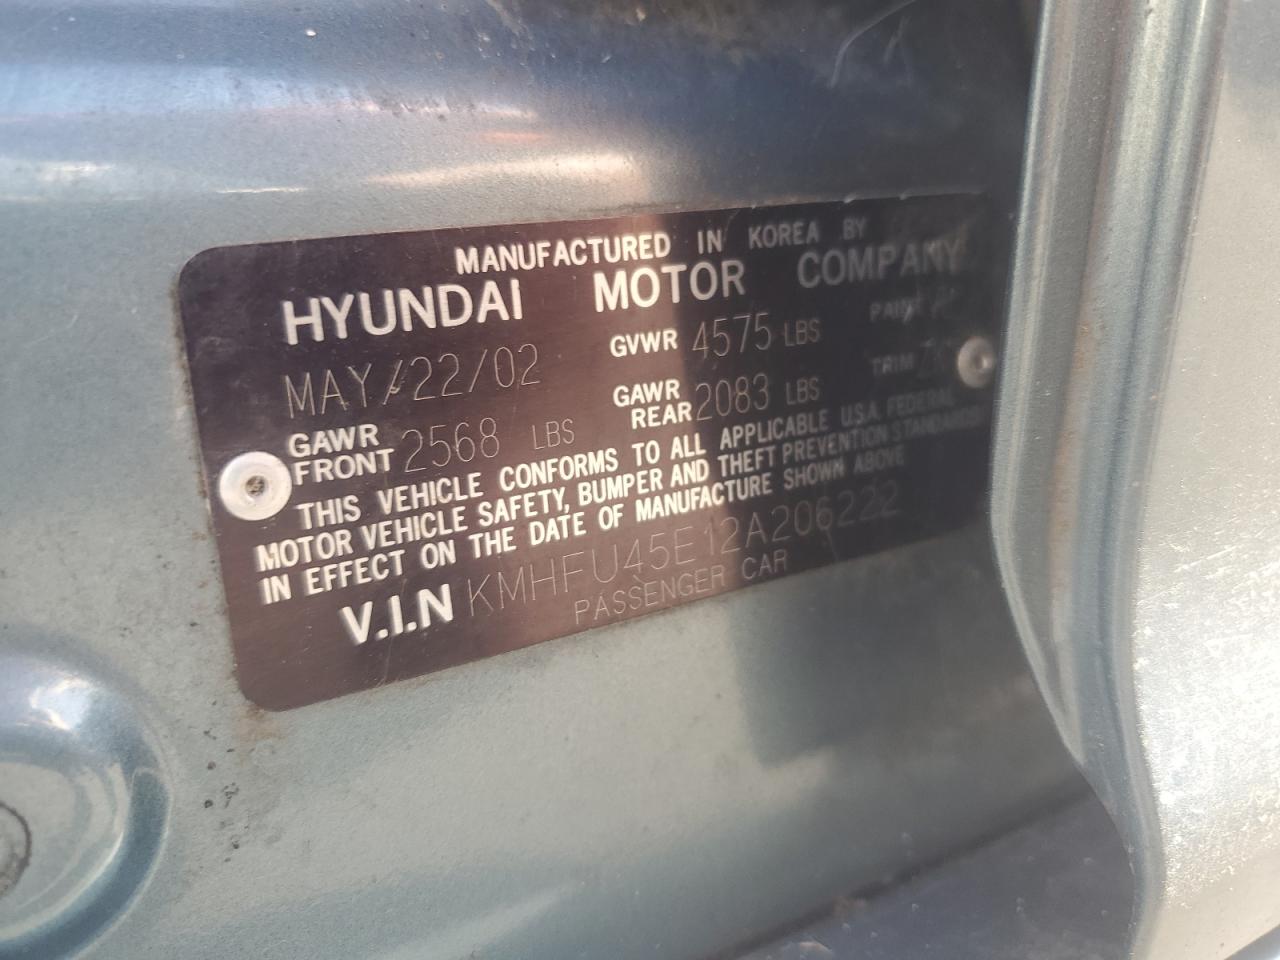 MANUFACTURED IN KOREA BY
HYUNDAI MOTOR COMPANY
MAY/22/02 GVWR 4575 LBS PAINT
GAWR FRONT 2568 LBS GAWR REAR 2083 LBS TRIM
THIS VEHICLE CONFORMS TO ALL APPLICABLE U.S.A. FEDERAL
MOTOR VEHICLE SAFETY, BUMPER AND THEFT PREVENTION STANDARDS
IN EFFECT ON THE DATE OF MANUFACTURE SHOWN ABOVE
V.I.N KMHFU45E12A206222
PASSENGER CAR